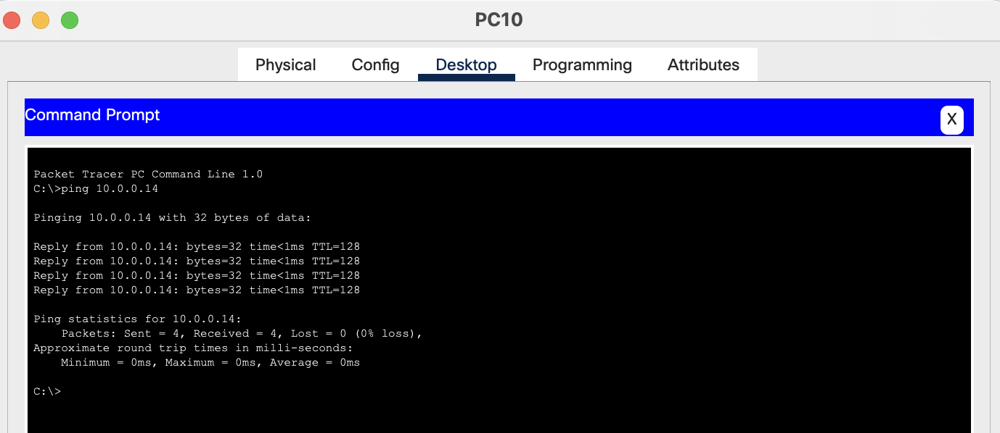 PC10
Physical Config Desktop Programming Attributes
Command Prompt
X
Packet Tracer PC Command Line 1.0
C:\>ping 10.0.0.14
Pinging 10.0.0.14 with 32 bytes of data:
Reply from 10.0.0.14: bytes=32 time<1ms TTL=128
Reply from 10.0.0.14: bytes=32 time<1ms TTL=128
Reply from 10.0.0.14: bytes=32 time<1ms TTL=128
Reply from 10.0.0.14: bytes=32 time<1ms TTL=128
Ping statistics for 10.0.0.14:
    Packets: Sent = 4, Received = 4, Lost = 0 (0% loss),
Approximate round trip times in milli-seconds:
    Minimum = 0ms, Maximum = 0ms, Average = 0ms
C:\>